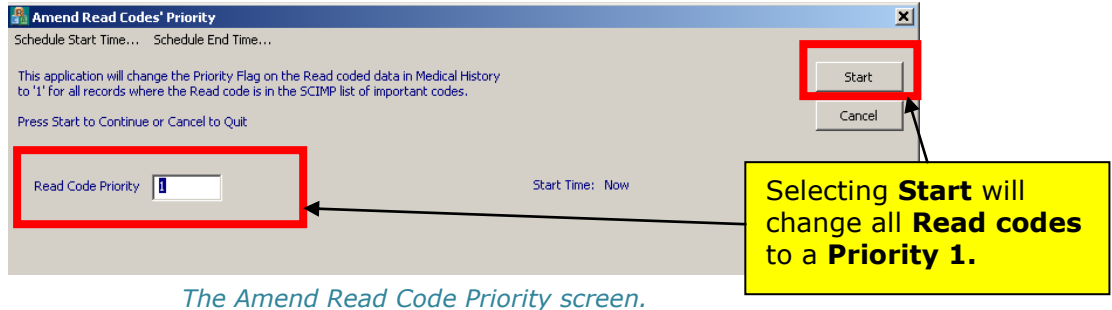 Amend Read Codes' Priority
Schedule Start Time... Schedule End Time...
This application will change the Priority Flag on the Read coded data in Medical History
to '1' for all records where the Read code is in the SCIMP list of important codes.
Press Start to Continue or Cancel to Quit
Start
Cancel
Read Code Priority 1
Start Time: Now
Selecting Start will
change all Read codes
to a Priority 1.
The Amend Read Code Priority screen.